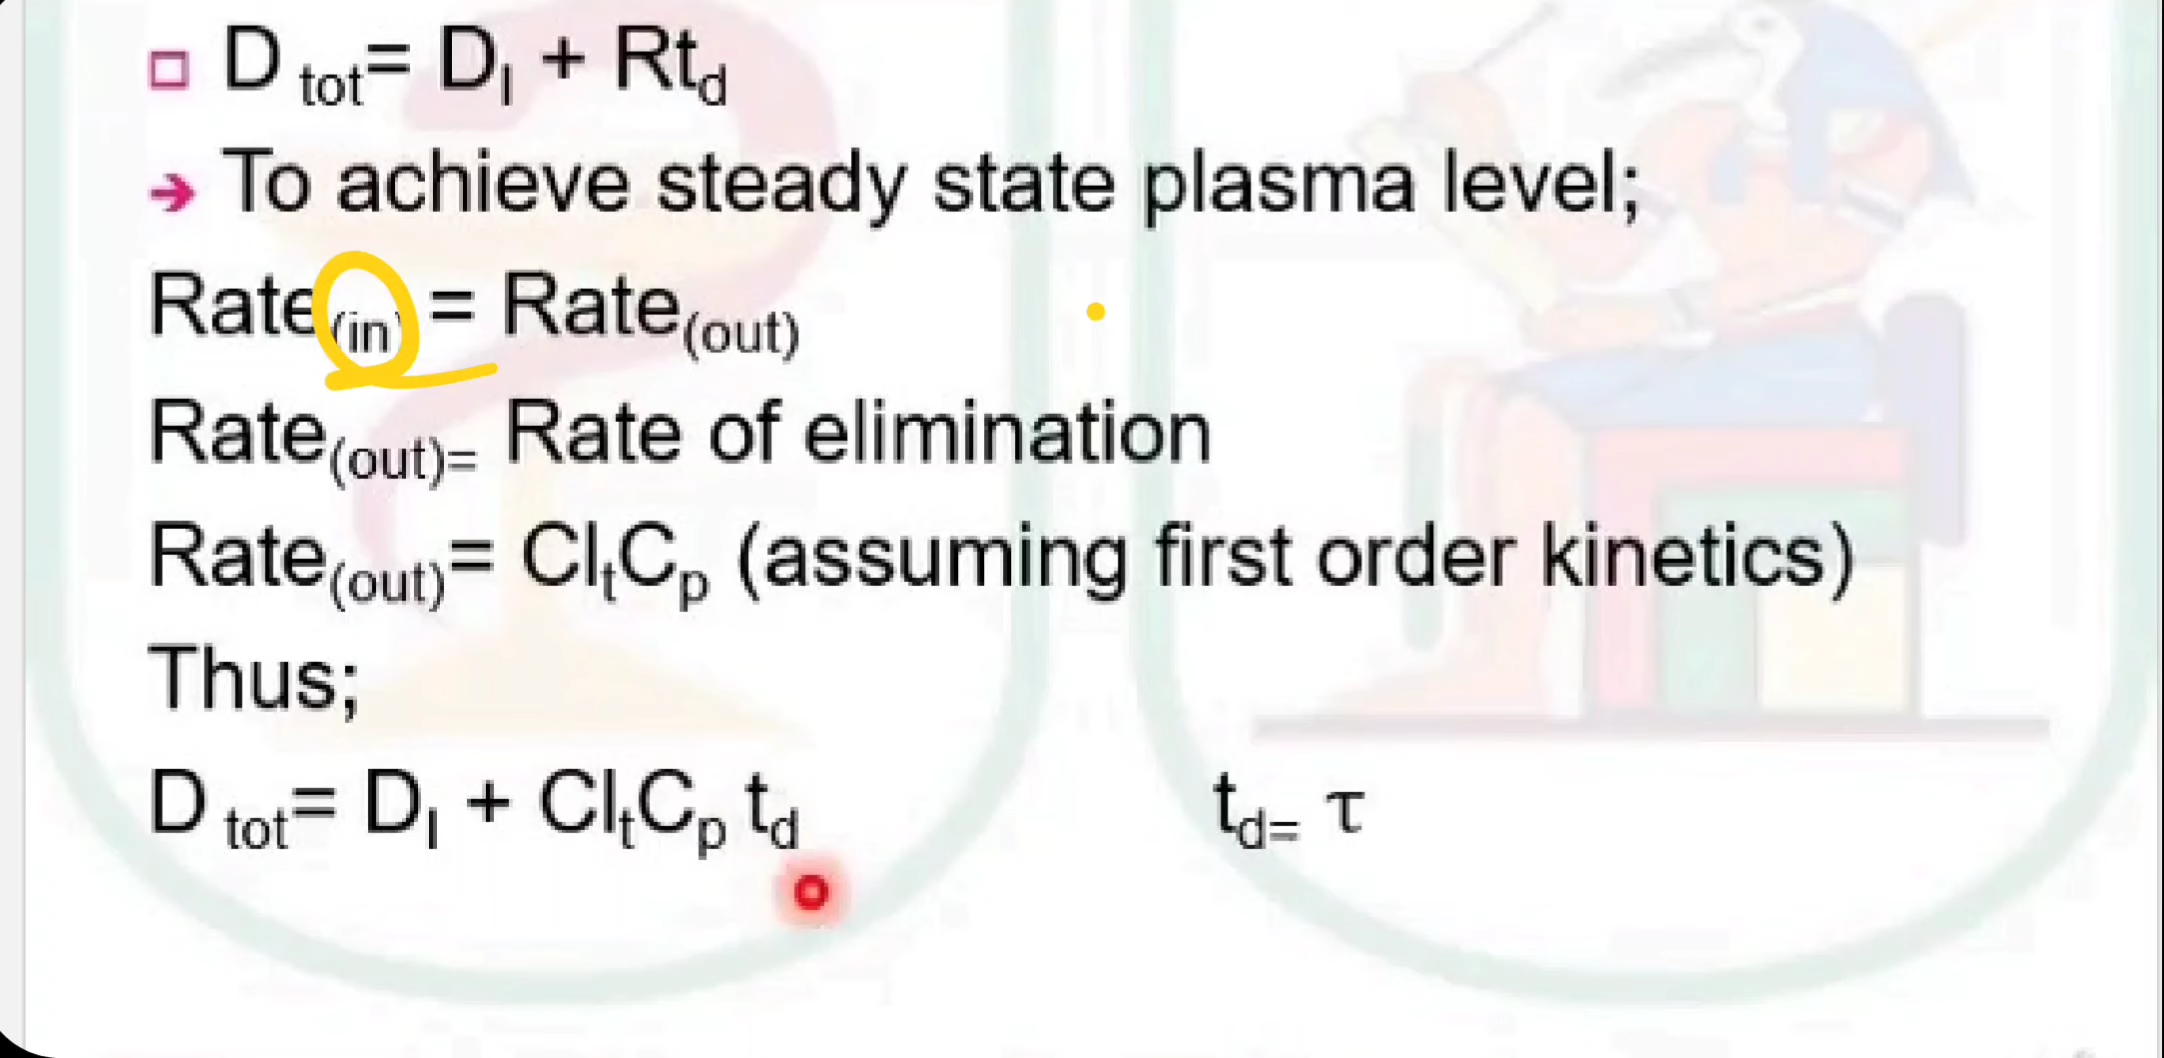 D tot= Dl + Rtd
→ To achieve steady state plasma level;
Rate(in) = Rate(out)
Rate(out)= Rate of elimination
Rate(out)= CltCp (assuming first order kinetics)
Thus;
D tot= Dl + CltCp td
td= τ